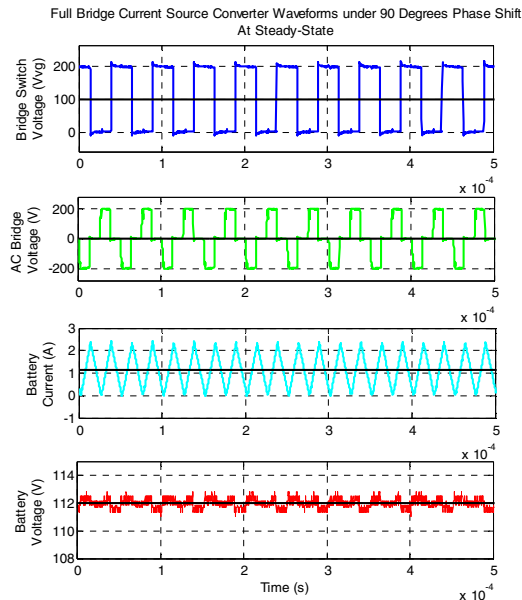 Full Bridge Current Source Converter Waveforms under 90 Degrees Phase Shift
At Steady-State
Bridge Switch
Voltage (Vvg)
200
100
0
0 1 2 3 4 5
x 10^-4
AC Bridge
Voltage (V)
200
0
-200
0 1 2 3 4 5
x 10^-4
Battery
Current (A)
3
2
1
0
-1
0 1 2 3 4 5
x 10^-4
Battery
Voltage (V)
114
112
110
108
0 1 2 3 4 5
Time (s)
x 10^-4